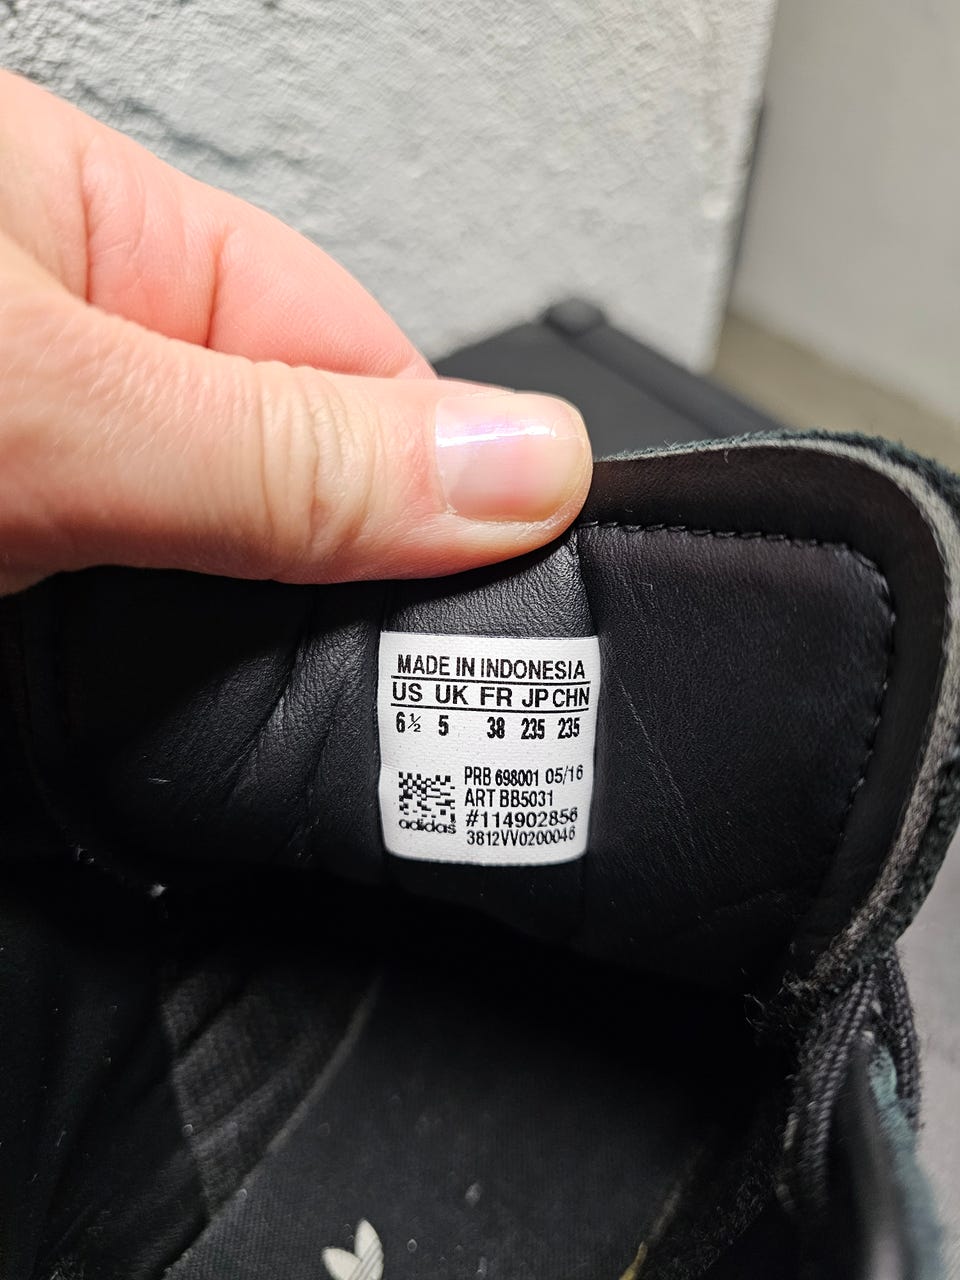 MADE IN INDONESIA
US UK FR JP CHN
6½ 5 38 235 235
PRB 698001 05/16
ART BB5031
#114902856
3812VV0200046
adidas